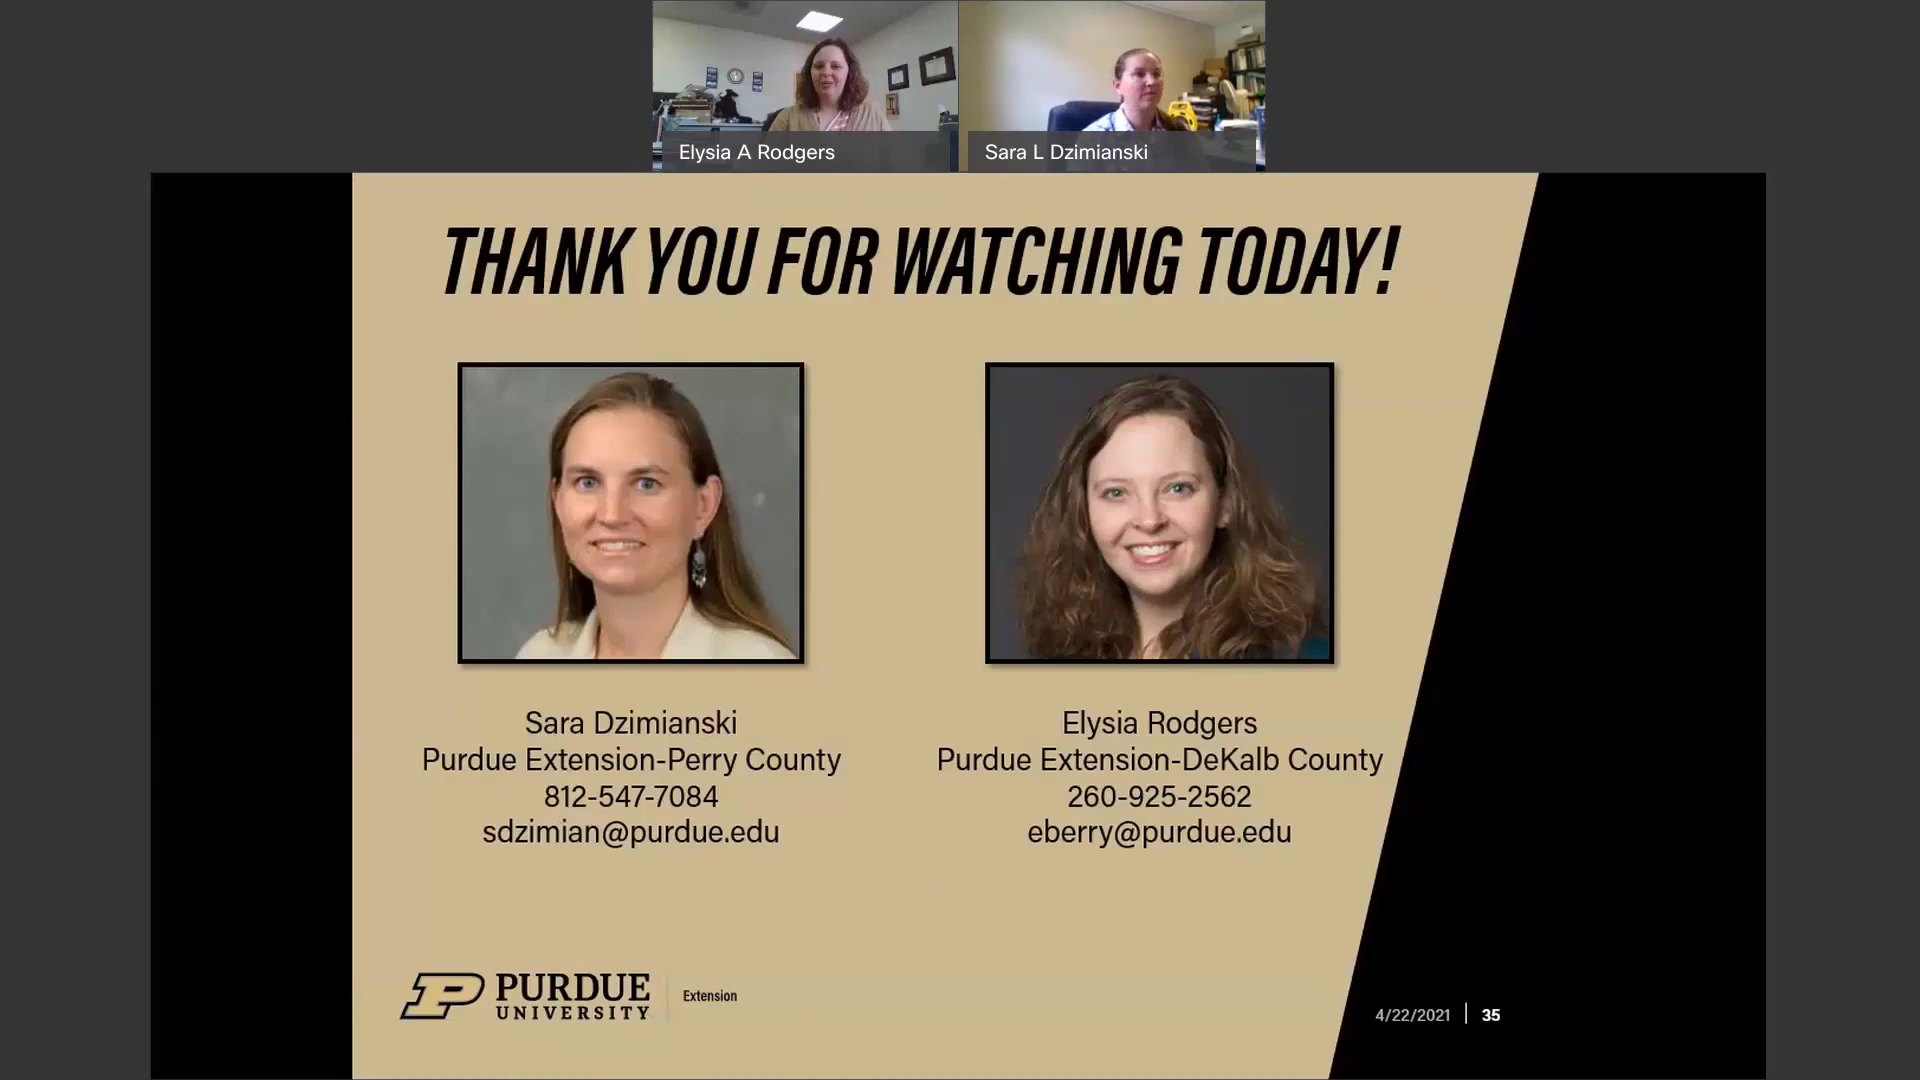 Elysia A Rodgers
Sara L Dzimianski
THANK YOU FOR WATCHING TODAY!
Sara Dzimianski
Purdue Extension-Perry County
812-547-7084
sdzimian@purdue.edu
Elysia Rodgers
Purdue Extension-DeKalb County
260-925-2562
eberry@purdue.edu
P PURDUE
UNIVERSITY
Extension
4/22/2021 | 35